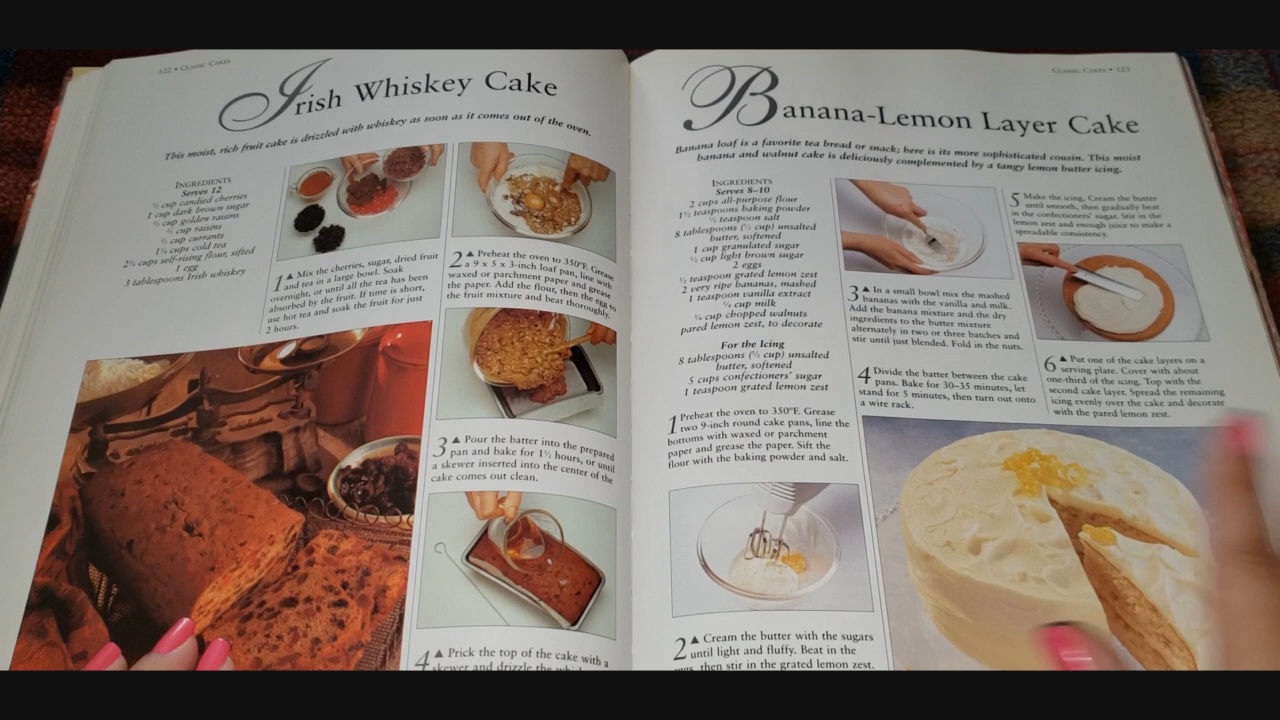 122 • CLASSIC CAKES
Irish Whiskey Cake
This moist, rich fruit cake is drizzled with whiskey as soon as it comes out of the oven.
INGREDIENTS
Serves 12
½ cup candied cherries
1 cup dark brown sugar
¾ cup golden raisins
¾ cup raisins
¾ cup currants
1¼ cups cold tea
2¾ cups self-rising flour, sifted
1 egg
3 tablespoons Irish whiskey
1 ▲ Mix the cherries, sugar, dried fruit
and tea in a large bowl. Soak
overnight, or until all the tea has been
absorbed by the fruit. If time is short,
use hot tea and soak the fruit for just
2 hours.
2 ▲ Preheat the oven to 350°F. Grease
a 9 x 5 x 3-inch loaf pan, line with
waxed or parchment paper and grease
the paper. Add the flour, then the egg to
the fruit mixture and beat thoroughly.
3 ▲ Pour the batter into the prepared
pan and bake for 1½ hours, or until
a skewer inserted into the center of the
cake comes out clean.
4 ▲ Prick the top of the cake with a
skewer and drizzle the
CLASSIC CAKES • 123
Banana-Lemon Layer Cake
Banana loaf is a favorite tea bread or snack; here is its more sophisticated cousin. This moist
banana and walnut cake is deliciously complemented by a tangy lemon butter icing.
INGREDIENTS
Serves 8–10
2 cups all-purpose flour
1½ teaspoons baking powder
½ teaspoon salt
8 tablespoons (½ cup) unsalted
butter, softened
1 cup granulated sugar
½ cup light brown sugar
2 eggs
½ teaspoon grated lemon zest
2 very ripe bananas, mashed
1 teaspoon vanilla extract
¼ cup milk
¾ cup chopped walnuts
pared lemon zest, to decorate
For the Icing
8 tablespoons (½ cup) unsalted
butter, softened
5 cups confectioners' sugar
1 teaspoon grated lemon zest
1 Preheat the oven to 350°F. Grease
two 9-inch round cake pans, line the
bottoms with waxed or parchment
paper and grease the paper. Sift the
flour with the baking powder and salt.
2 ▲ Cream the butter with the sugars
until light and fluffy. Beat in the
eggs, then stir in the grated lemon zest.
3 ▲ In a small bowl mix the mashed
bananas with the vanilla and milk.
Add the banana mixture and the dry
ingredients to the butter mixture
alternately in two or three batches and
stir until just blended. Fold in the nuts.
4 Divide the batter between the cake
pans. Bake for 30–35 minutes, let
stand for 5 minutes, then turn out onto
a wire rack.
5 Make the icing. Cream the butter
until smooth, then gradually beat
in the confectioners' sugar. Stir in the
lemon zest and enough juice to make a
spreadable consistency.
6 ▲ Put one of the cake layers on a
serving plate. Cover with about
one-third of the icing. Top with the
second cake layer. Spread the remaining
icing evenly over the cake and decorate
with the pared lemon zest.